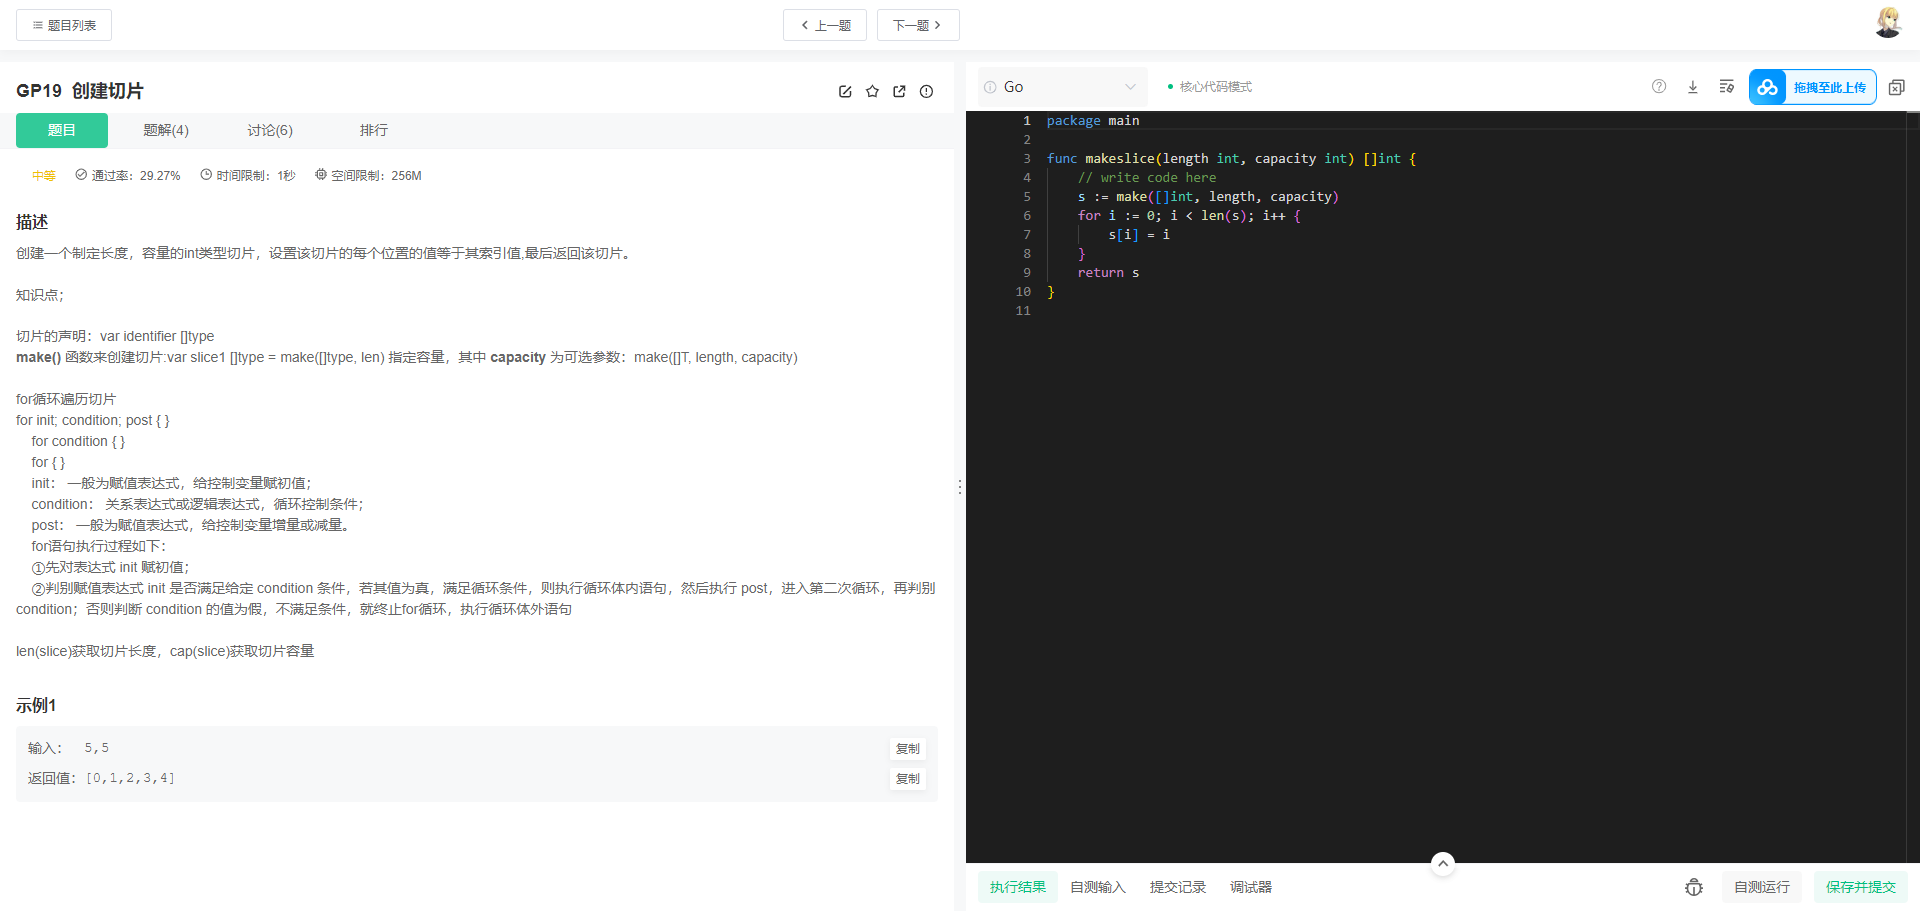 题目列表
上一题
下一题
GP19 创建切片
题目
题解(4)
讨论(6)
排行
中等
通过率：29.27%
时间限制：1秒
空间限制：256M
描述
创建一个制定长度，容量的int类型切片，设置该切片的每个位置的值等于其索引值,最后返回该切片。
知识点；
切片的声明：var identifier []type
make() 函数来创建切片:var slice1 []type = make([]type, len) 指定容量，其中 capacity 为可选参数：make([]T, length, capacity)
for循环遍历切片
for init; condition; post { }
for condition { }
for { }
init： 一般为赋值表达式，给控制变量赋初值；
condition： 关系表达式或逻辑表达式，循环控制条件；
post： 一般为赋值表达式，给控制变量增量或减量。
for语句执行过程如下：
①先对表达式 init 赋初值；
②判别赋值表达式 init 是否满足给定 condition 条件，若其值为真，满足循环条件，则执行循环体内语句，然后执行 post，进入第二次循环，再判别
condition；否则判断 condition 的值为假，不满足条件，就终止for循环，执行循环体外语句
len(slice)获取切片长度，cap(slice)获取切片容量
示例1
输入： 5,5
复制
返回值：[0,1,2,3,4]
复制
Go
核心代码模式
拖拽至此上传
1 package main
2
3 func makeslice(length int, capacity int) []int {
4 // write code here
5 s := make([]int, length, capacity)
6 for i := 0; i < len(s); i++ {
7 s[i] = i
8 }
9 return s
10 }
11
执行结果
自测输入
提交记录
调试器
自测运行
保存并提交